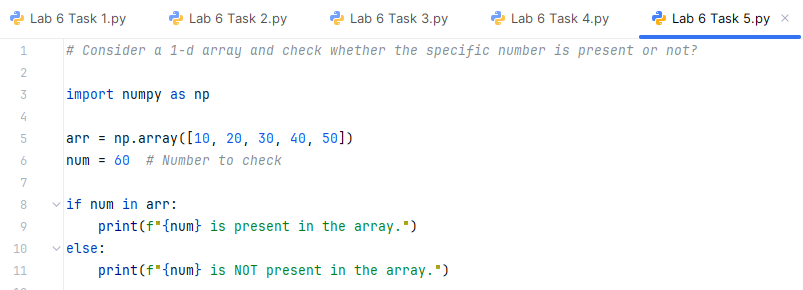 Lab 6 Task 1.py Lab 6 Task 2.py Lab 6 Task 3.py Lab 6 Task 4.py Lab 6 Task 5.py ×
1 # Consider a 1-d array and check whether the specific number is present or not?
2
3 import numpy as np
4
5 arr = np.array([10, 20, 30, 40, 50])
6 num = 60  # Number to check
7
8 if num in arr:
9     print(f"{num} is present in the array.")
10 else:
11     print(f"{num} is NOT present in the array.")